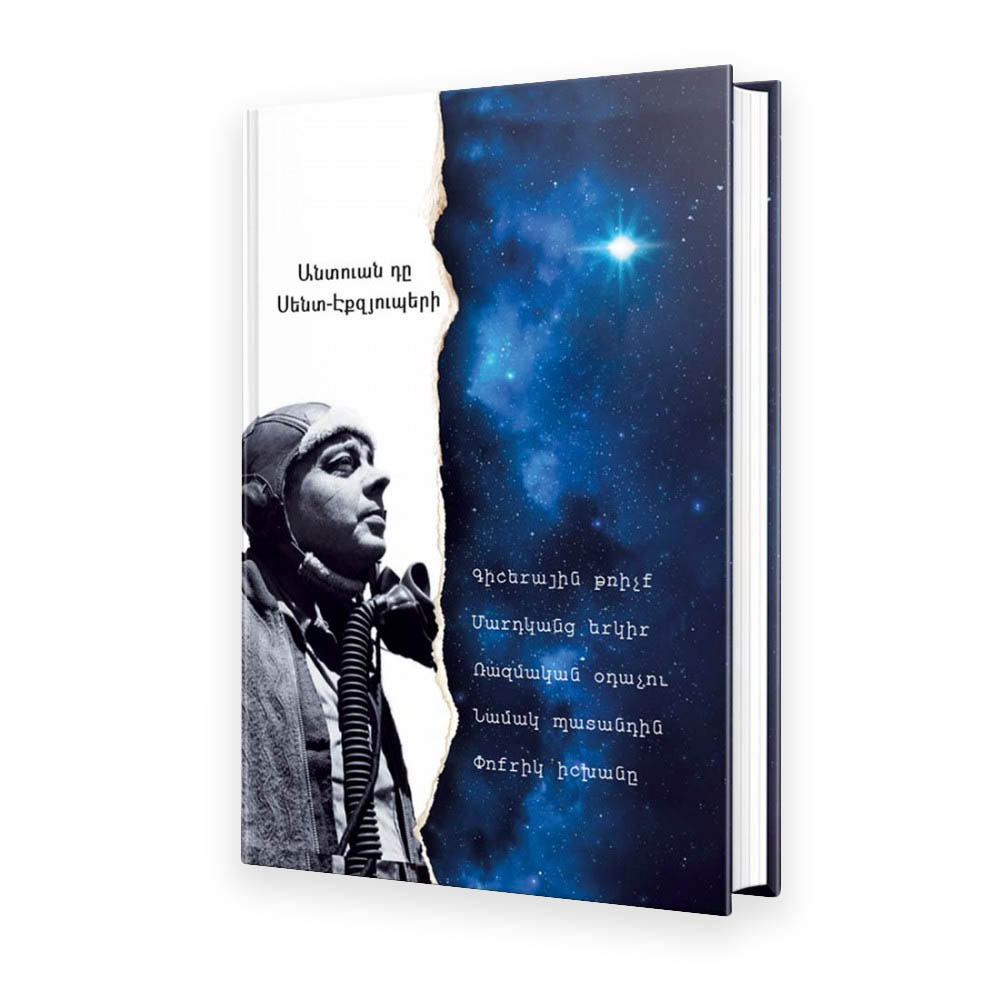 Անտուան դը
Սենտ-Էքզյուպերի
Գիշերային թռիչք
Մարդկանց երկիր
Ռազմական օդաչու
Նամակ պատանդին
Փոքրիկ իշխանը